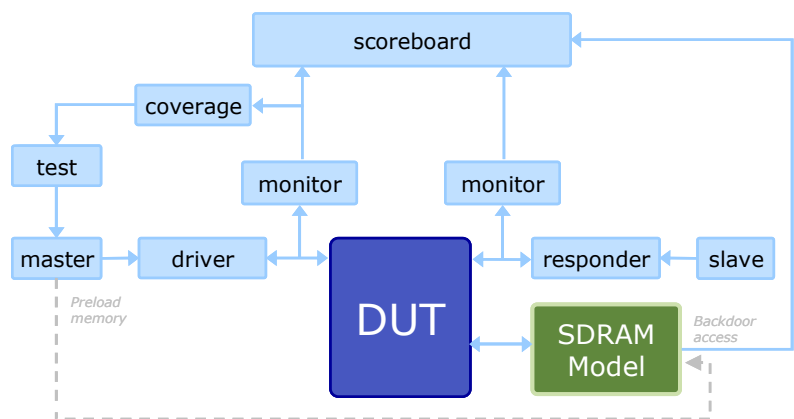 scoreboard
coverage
test
monitor
monitor
master
driver
DUT
responder
slave
Preload
memory
SDRAM
Model
Backdoor
access